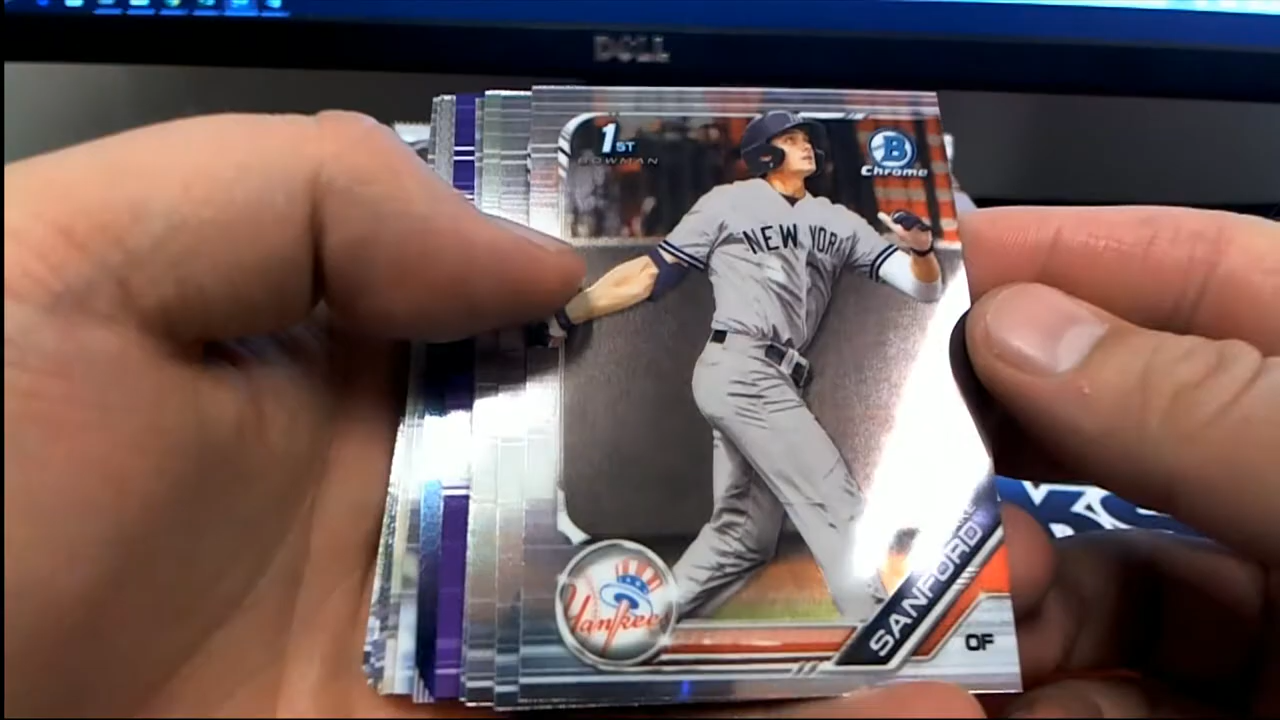 DELL
1ST
BOWMAN
B
Chrome
NEW YORK
Yankees
SANFORD
OF